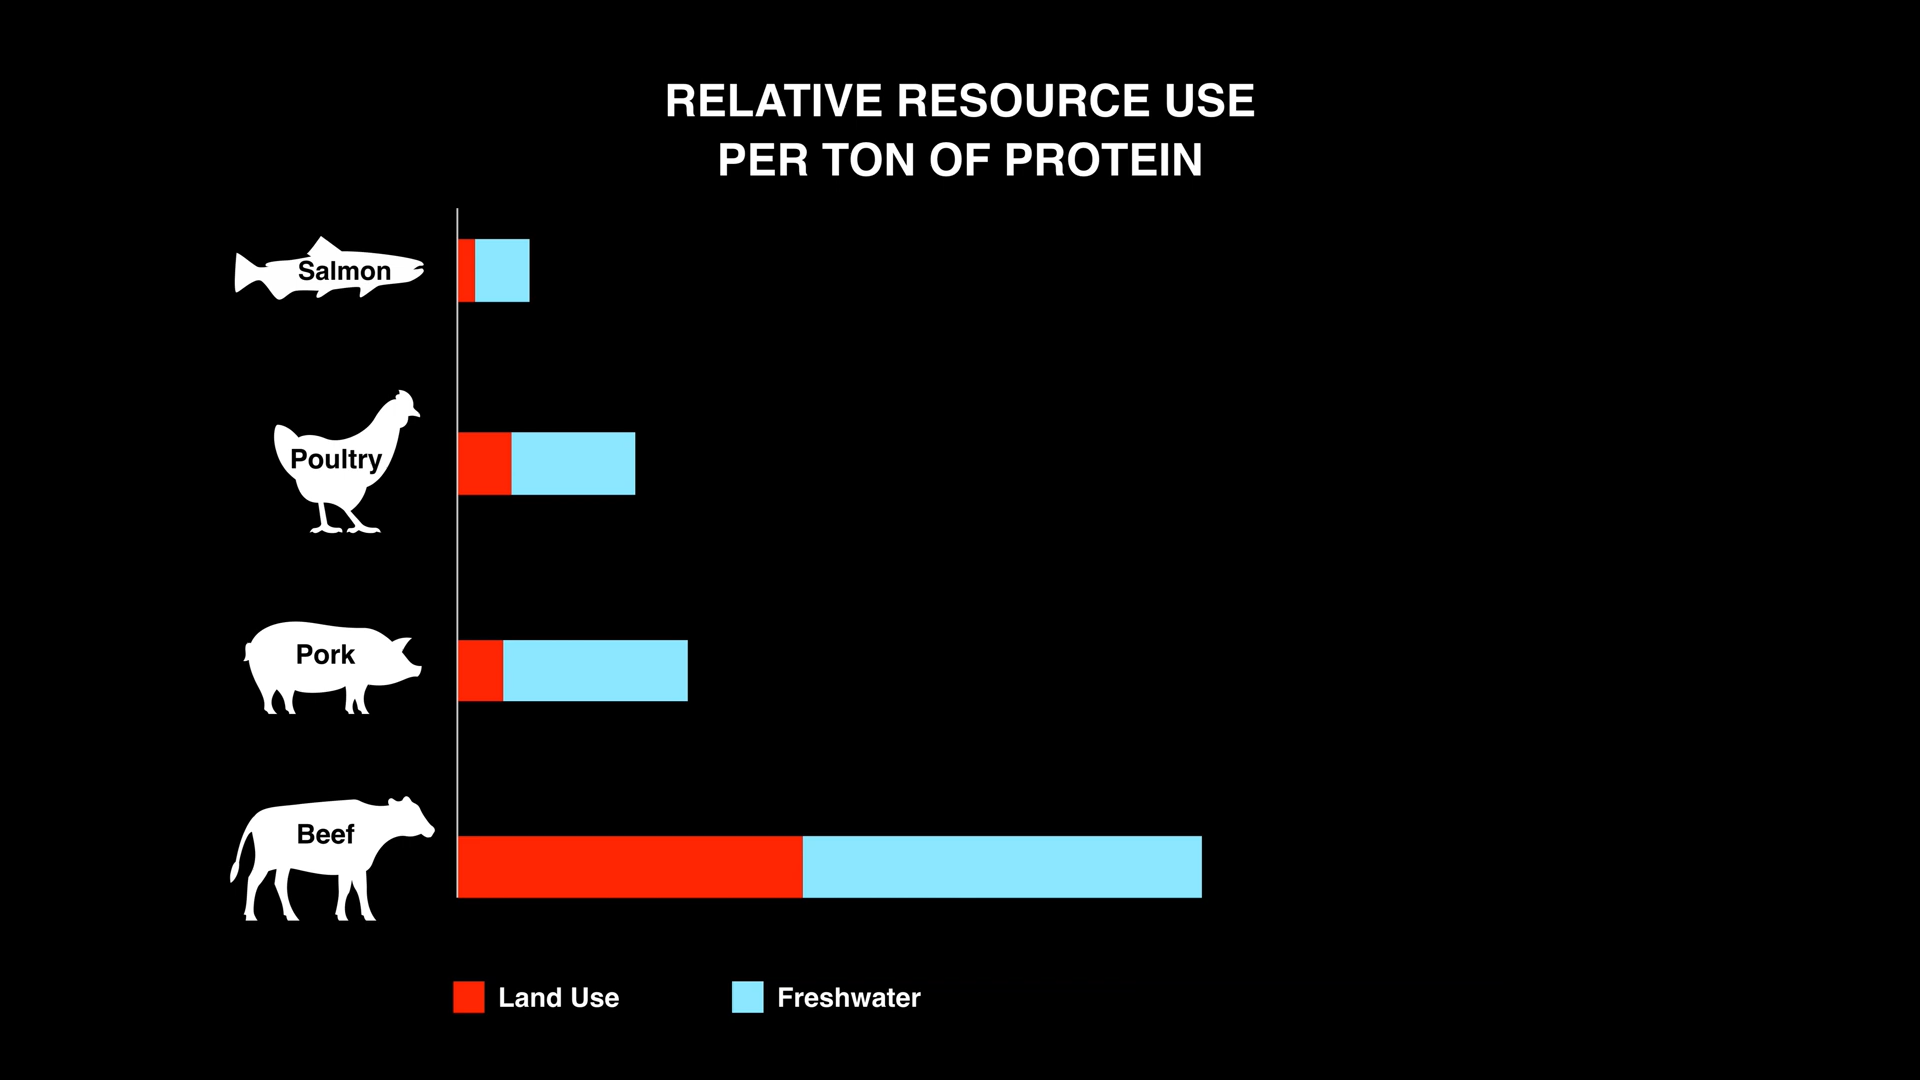 RELATIVE RESOURCE USE
PER TON OF PROTEIN
Salmon
Poultry
Pork
Beef
Land Use
Freshwater